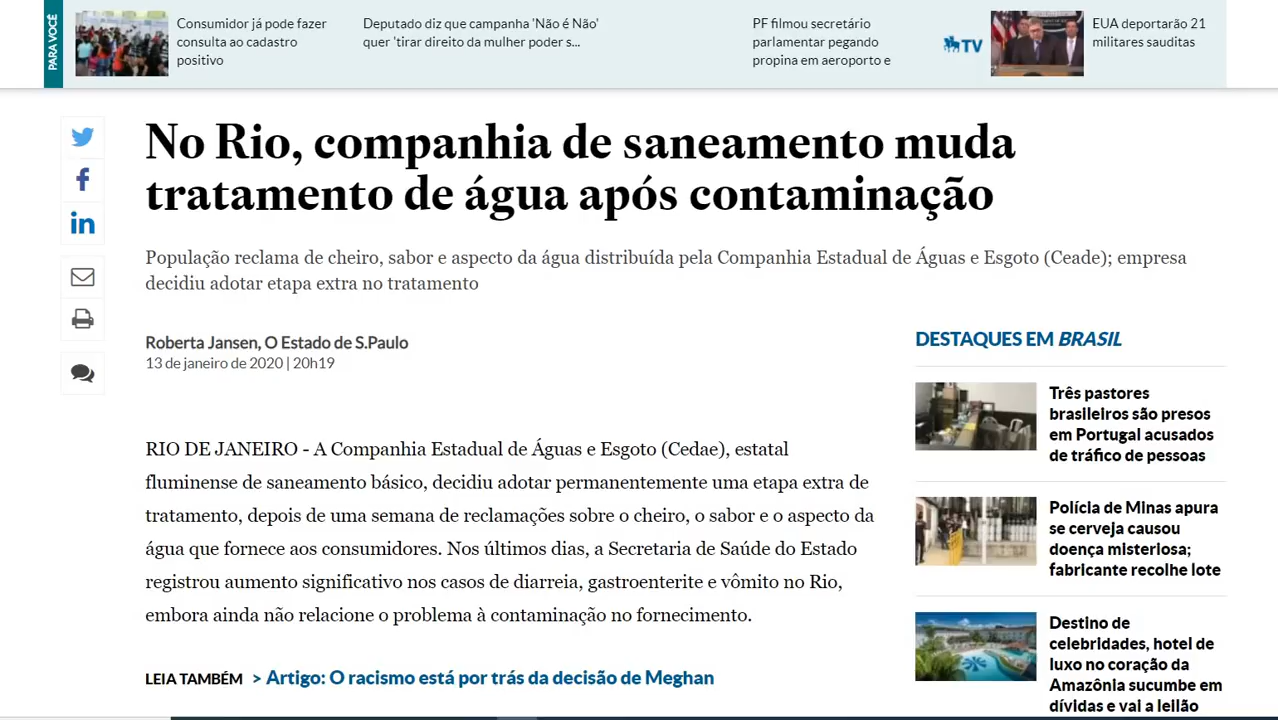 PARA VOCÊ
Consumidor já pode fazer
consulta ao cadastro
positivo
Deputado diz que campanha 'Não é Não'
quer 'tirar direito da mulher poder s...
PF filmou secretário
parlamentar pegando
propina em aeroporto e
TV
EUA deportarão 21
militares sauditas
No Rio, companhia de saneamento muda
tratamento de água após contaminação
População reclama de cheiro, sabor e aspecto da água distribuída pela Companhia Estadual de Águas e Esgoto (Ceade); empresa
decidiu adotar etapa extra no tratamento
Roberta Jansen, O Estado de S.Paulo
13 de janeiro de 2020 | 20h19
RIO DE JANEIRO - A Companhia Estadual de Águas e Esgoto (Cedae), estatal
fluminense de saneamento básico, decidiu adotar permanentemente uma etapa extra de
tratamento, depois de uma semana de reclamações sobre o cheiro, o sabor e o aspecto da
água que fornece aos consumidores. Nos últimos dias, a Secretaria de Saúde do Estado
registrou aumento significativo nos casos de diarreia, gastroenterite e vômito no Rio,
embora ainda não relacione o problema à contaminação no fornecimento.
LEIA TAMBÉM > Artigo: O racismo está por trás da decisão de Meghan
DESTAQUES EM BRASIL
Três pastores
brasileiros são presos
em Portugal acusados
de tráfico de pessoas
Polícia de Minas apura
se cerveja causou
doença misteriosa;
fabricante recolhe lote
Destino de
celebridades, hotel de
luxo no coração da
Amazônia sucumbe em
dívidas e vai a leilão